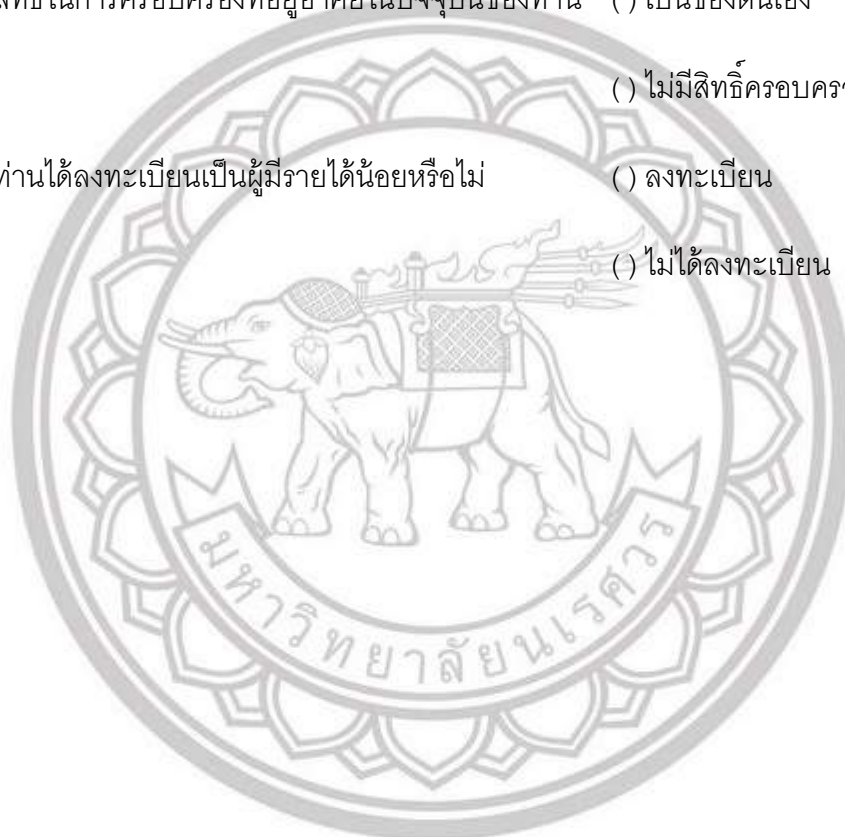 สิทธิในการครอบครองที่อยู่อาศัยในปัจจุบันของท่าน ( ) เป็นของตนเอง
( ) ไม่มีสิทธิ์ครอบคร
ท่านได้ลงทะเบียนเป็นผู้มีรายได้น้อยหรือไม่ ( ) ลงทะเบียน
( ) ไม่ได้ลงทะเบียน
มหาวิทยาลัยนเรศวร